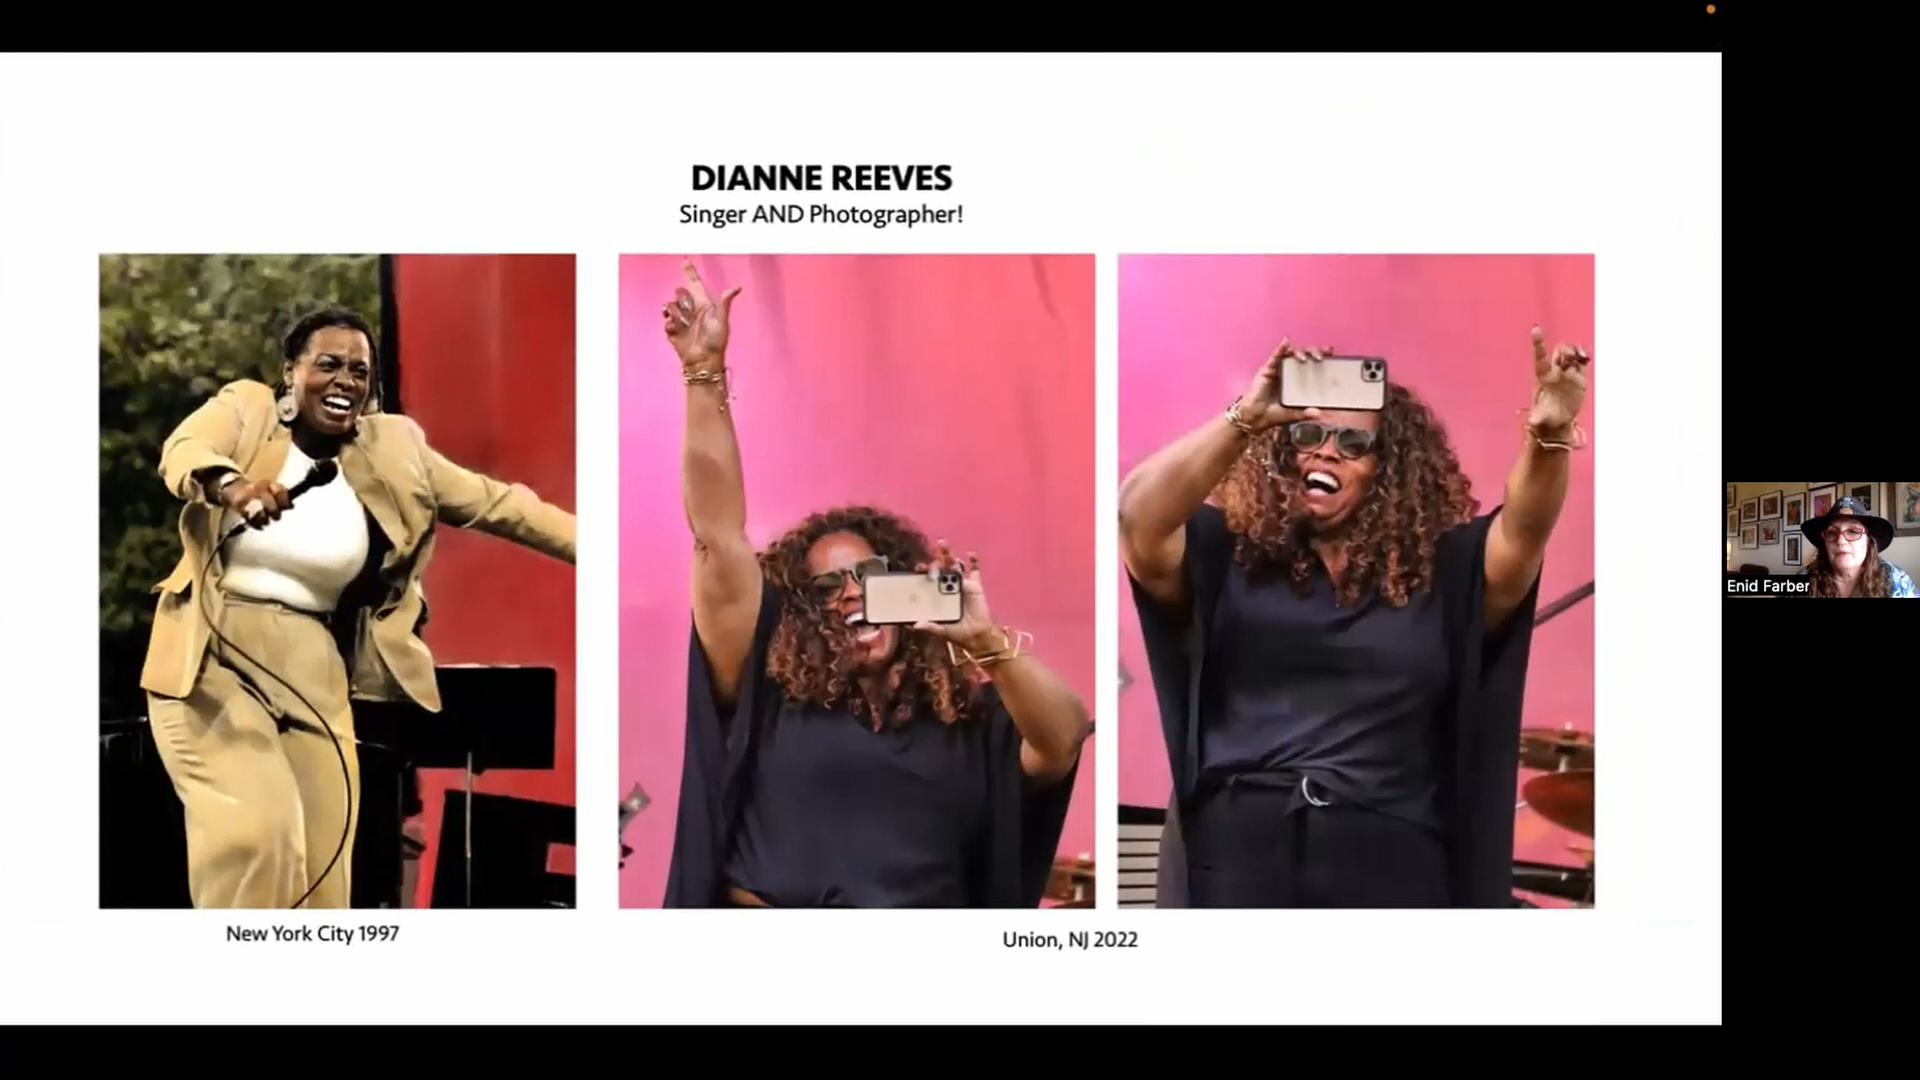 DIANNE REEVES
Singer AND Photographer!
New York City 1997
Union, NJ 2022
Enid Farber